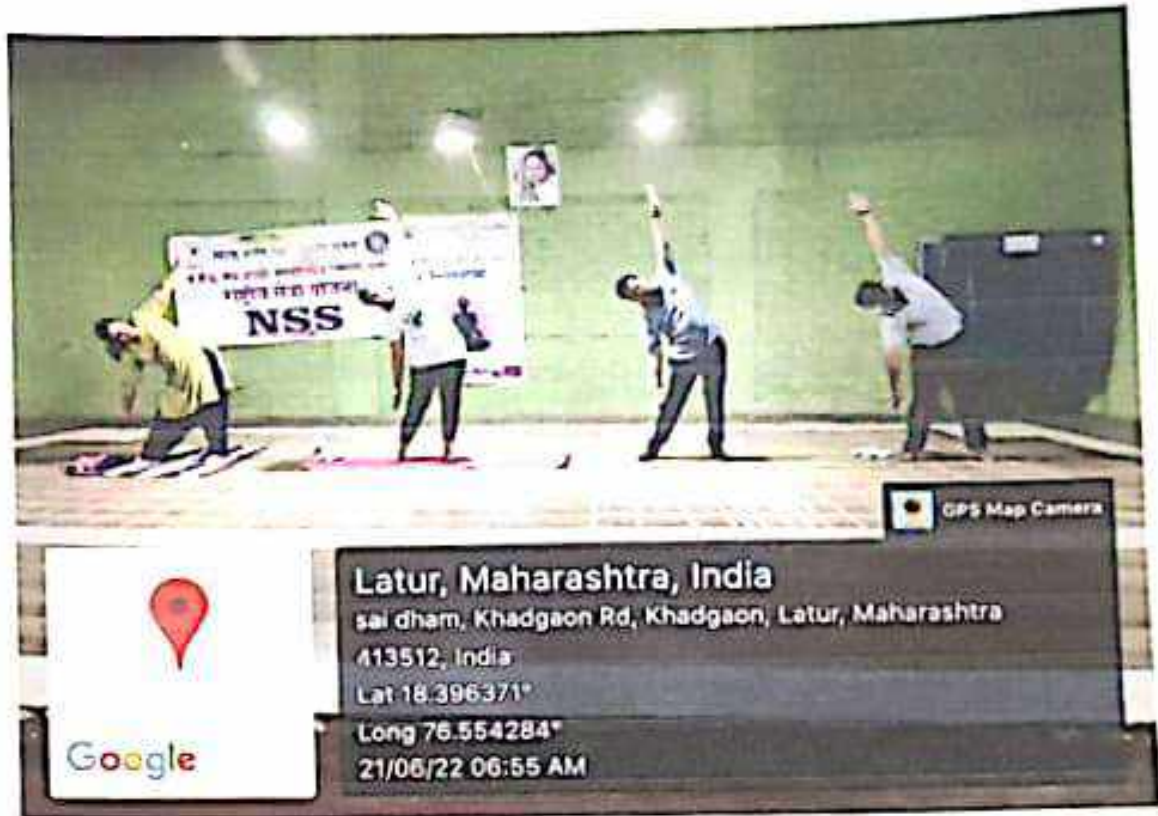 राष्ट्रीय सेवा योजना
NSS
GPS Map Camera
Latur, Maharashtra, India
sai dham, Khadgaon Rd, Khadgaon, Latur, Maharashtra
413512, India
Lat 18.396371°
Long 76.554284°
21/06/22 06:55 AM
Google